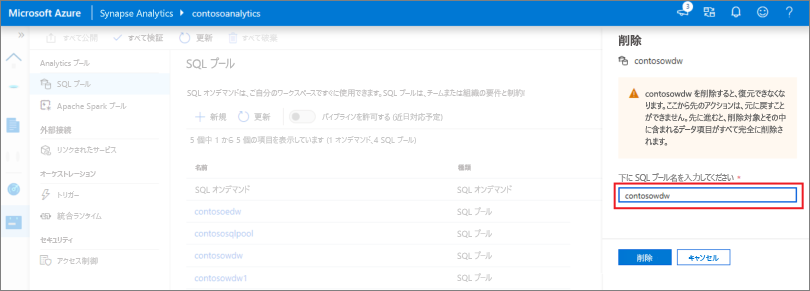 Microsoft Azure
Synapse Analytics ▸ contosoanalytics
3
?
»
すべて公開
すべて検証
更新
すべて破棄
Analytics プール
SQL プール
Apache Spark プール
外部接続
リンクされたサービス
オーケストレーション
トリガー
統合ランタイム
セキュリティ
アクセス制御
SQL プール
SQL オンデマンドは、ご自分のワークスペースですぐに使用できます。SQL プールは、チームまたは組織の要件と制約
新規
更新
パイプラインを許可する (近日対応予定)
5 個中 1 から 5 個の項目を表示しています (1 オンデマンド, 4 SQL プール)
名前 種類
SQL オンデマンド SQL オンデマンド
contosoedw SQL プール
contososqlpool SQL プール
contosowdw SQL プール
contosowdw1 SQL プール
削除
contosowdw
contosowdw を削除すると、復元できなくな
ります。ここから先のアクションは、元に戻すこと
ができません。先に進むと、削除対象とその中
に含まれるデータ項目がすべて完全に削除さ
れます。
下に SQL プール名を入力してください *
contosowdw
削除
キャンセル